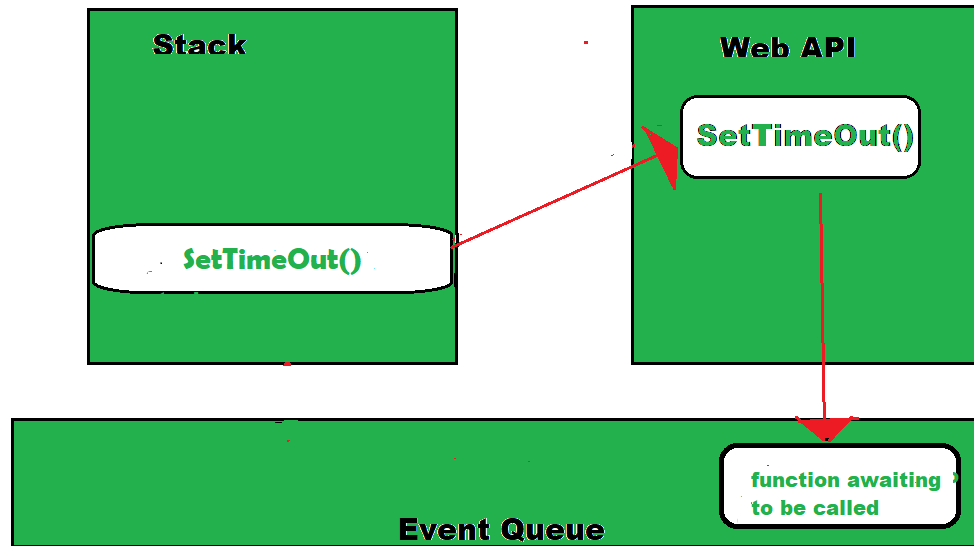 Stack
Web API
SetTimeOut()
SetTimeOut()
function awaiting
to be called
Event Queue